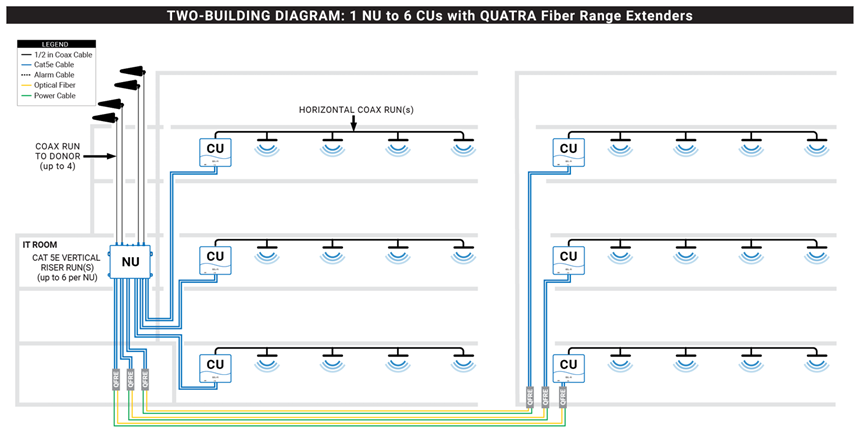 TWO-BUILDING DIAGRAM: 1 NU to 6 CUs with QUATRA Fiber Range Extenders
LEGEND
1/2 in Coax Cable
Cat5e Cable
Alarm Cable
Optical Fiber
Power Cable
HORIZONTAL COAX RUN(s)
COAX RUN
TO DONOR
(up to 4)
CU
CU
IT ROOM
CAT 5E VERTICAL
RISER RUN(S)
(up to 6 per NU)
NU
CU
CU
CU
CU
QFRE
QFRE
QFRE
QFRE
QFRE
QFRE